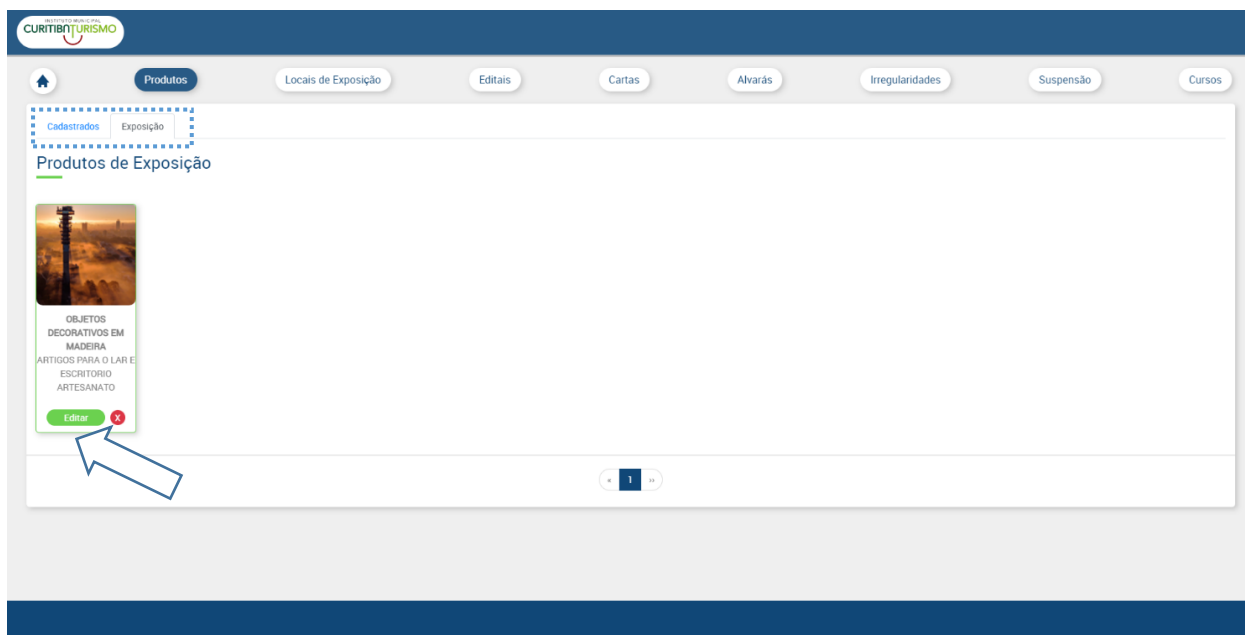 INSTITUTO MUNICIPAL
CURITIBA TURISMO
Produtos
Locais de Exposição
Editais
Cartas
Alvarás
Irregularidades
Suspensão
Cursos
Cadastrados
Exposição
Produtos de Exposição
OBJETOS
DECORATIVOS EM
MADEIRA
ARTIGOS PARA O LAR E
ESCRITORIO
ARTESANATO
Editar
X
« 1 »